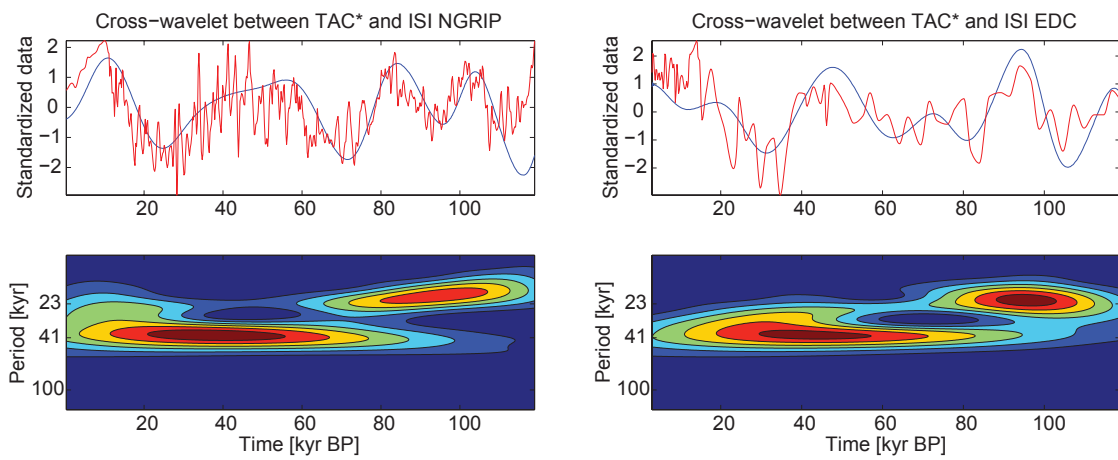 Cross−wavelet between TAC* and ISI NGRIP
Standardized data
2
1
0
−1
−2
20 40 60 80 100
Period [kyr]
23
41
100
20 40 60 80 100
Time [kyr BP]
Cross−wavelet between TAC* and ISI EDC
Standardized data
2
1
0
−1
−2
20 40 60 80 100
Period [kyr]
23
41
100
20 40 60 80 100
Time [kyr BP]